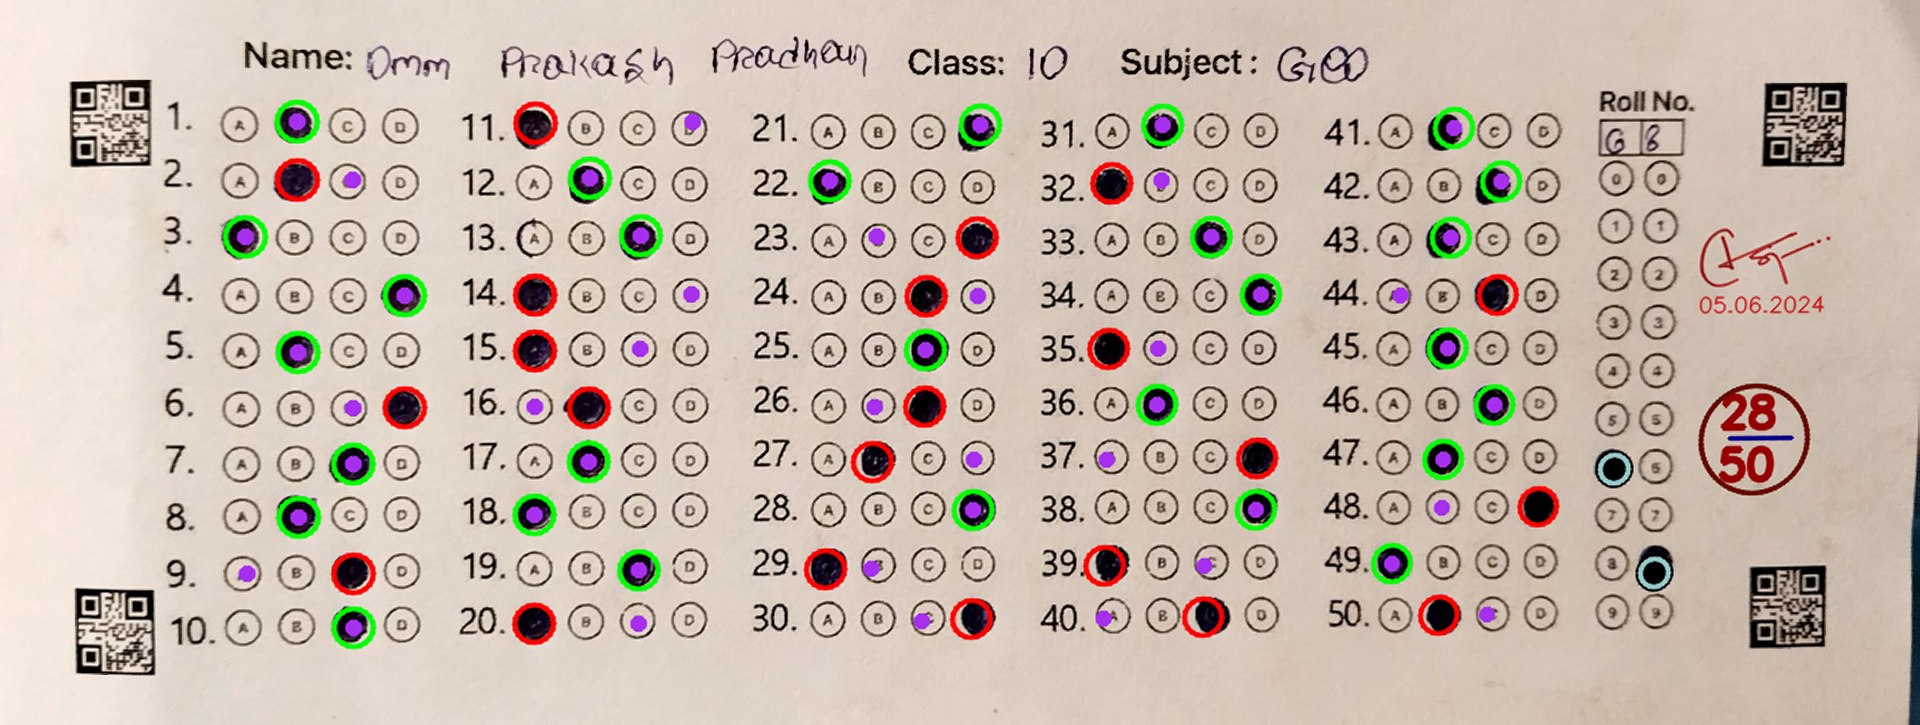 Name: Omm Prakash Pradhan Class: 10 Subject: GEO
Roll No.
6 8
1. A C D
2. A D
3. B C D
4. A B C
5. A C D
6. A B
7. A B D
8. A C D
9. B D
10. A B D
11. B C D
12. A C D
13. A B D
14. B C
15. B D
16. C D
17. A C D
18. B C D
19. A B D
20. B D
21. A B C
22. B C D
23. A C
24. A B
25. A B D
26. A D
27. A C
28. A B C
29. B C D
30. A B C
31. A C D
32. B C D
33. A B D
34. A B C
35. C D
36. A C D
37. B C
38. A B C
39. B C D
40. A B D
41. A C D
42. A B D
43. A C D
44. A B D
45. A C D
46. A B D
47. A C D
48. A C
49. B C D
50. A C D
0 0
1 1
2 2
3 3
4 4
5 5
6
7 7
8
9 9
05.06.2024
28
50